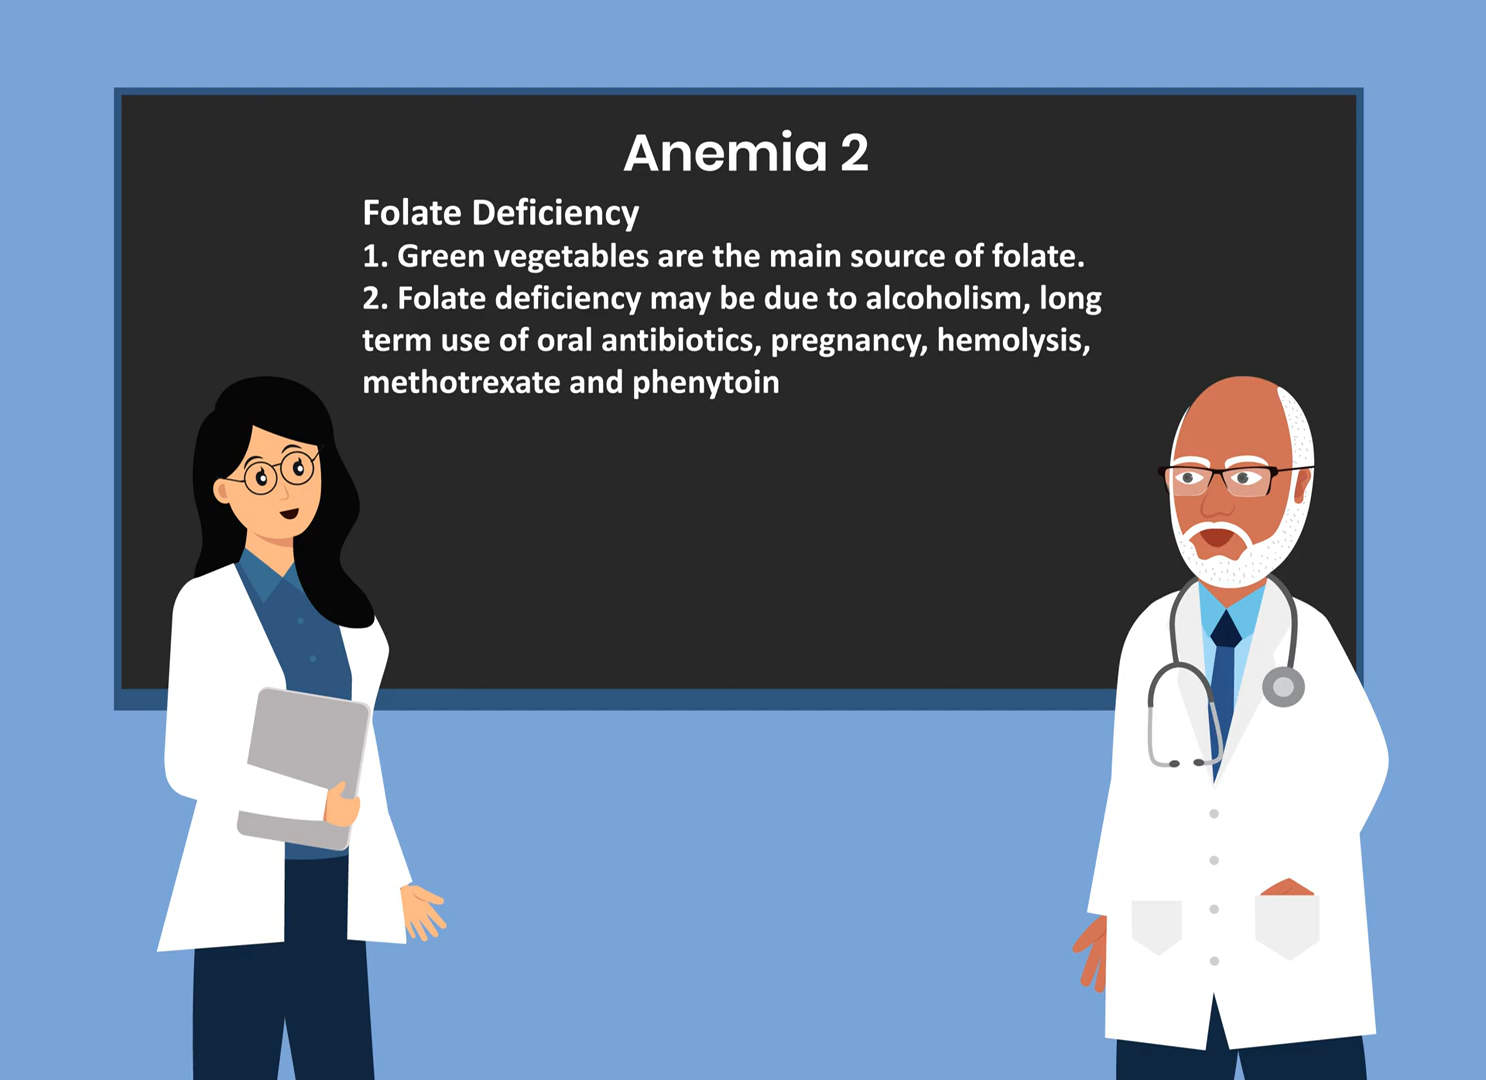 Anemia 2
Folate Deficiency
1. Green vegetables are the main source of folate.
2. Folate deficiency may be due to alcoholism, long
term use of oral antibiotics, pregnancy, hemolysis,
methotrexate and phenytoin